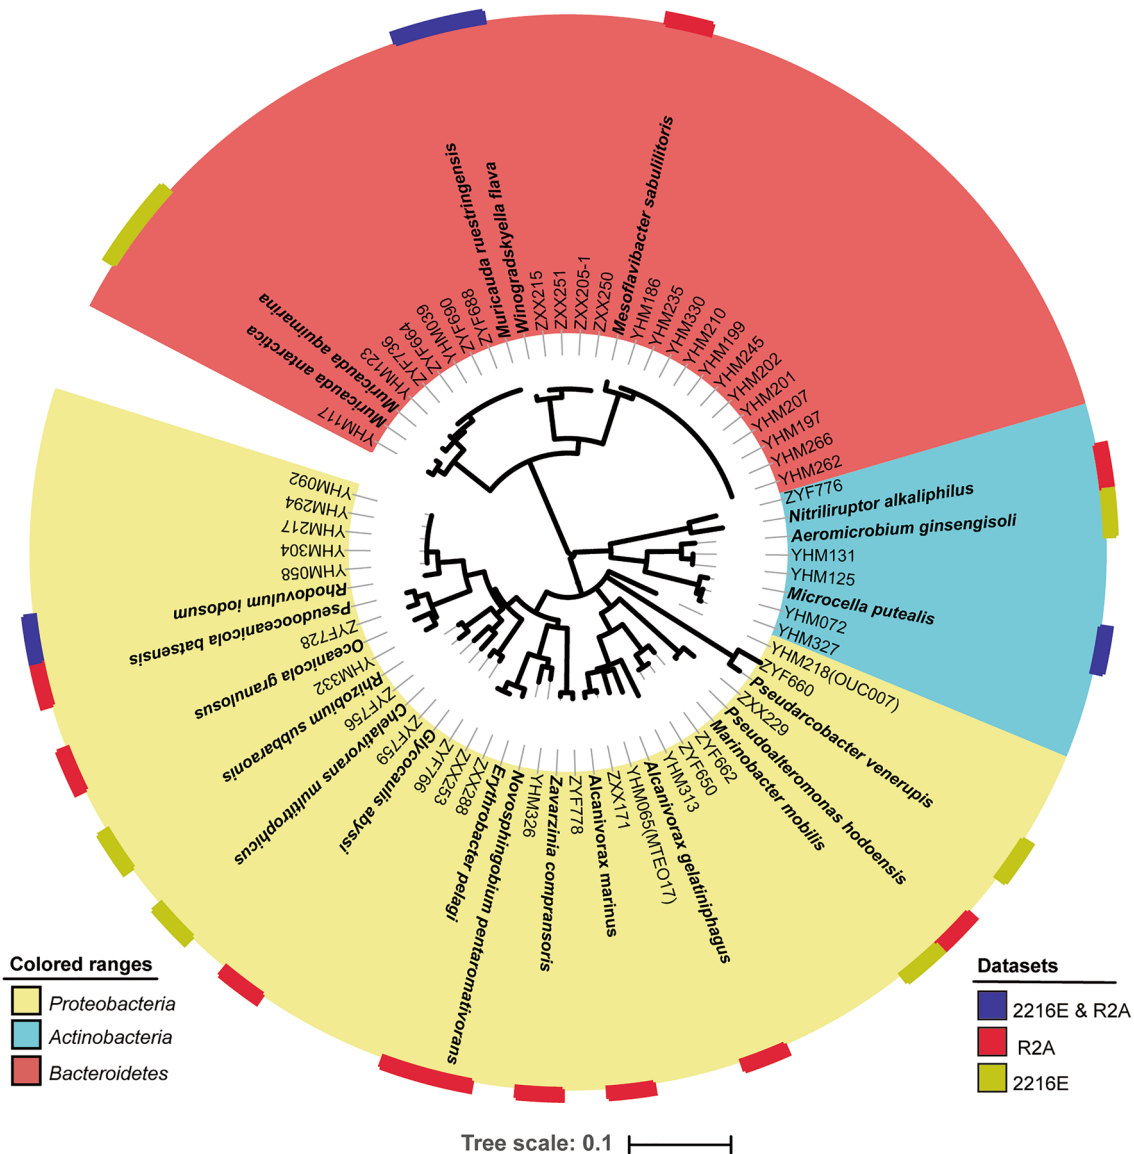 YHM117
Muricauda antarctica
Muricauda aquimarina
YHM123
ZYF736
ZYF664
YHM039
ZYF690
ZYF688
Muricauda ruestringensis
Winogradskyella flava
ZXX215
ZXX251
ZXX205-1
ZXX250
Mesoflavibacter sabulilitoris
YHM186
YHM235
YHM330
YHM210
YHM199
YHM245
YHM202
YHM201
YHM207
YHM197
YHM266
YHM262
ZYF776
Nitriliruptor alkaliphilus
Aeromicrobium ginsengisoli
YHM131
YHM125
Microcella putealis
YHM072
YHM327
YHM218(OUC007)
ZYF660
Pseudarcobacter venerupis
ZXX229
Pseudoalteromonas hodoensis
Marinobacter mobilis
ZYF662
ZYF650
YHM313
Alcanivorax gelatiniphagus
YHM065(MTEO17)
ZXX171
Alcanivorax marinus
ZYF778
Zavarzinia compransoris
YHM326
Novosphingobium pentaromativorans
Erythrobacter pelagi
ZXX288
ZXX253
ZYF766
Glycocaulis abyssi
ZYF759
Chelativorans multitrophicus
ZYF756
Rhizobium subbaraonis
YHM332
Oceanicola granulosus
ZYF728
Pseudooceanicola batsensis
Rhodovulum iodosum
YHM058
YHM304
YHM217
YHM294
YHM092
Colored ranges
Proteobacteria
Actinobacteria
Bacteroidetes
Datasets
2216E & R2A
R2A
2216E
Tree scale: 0.1